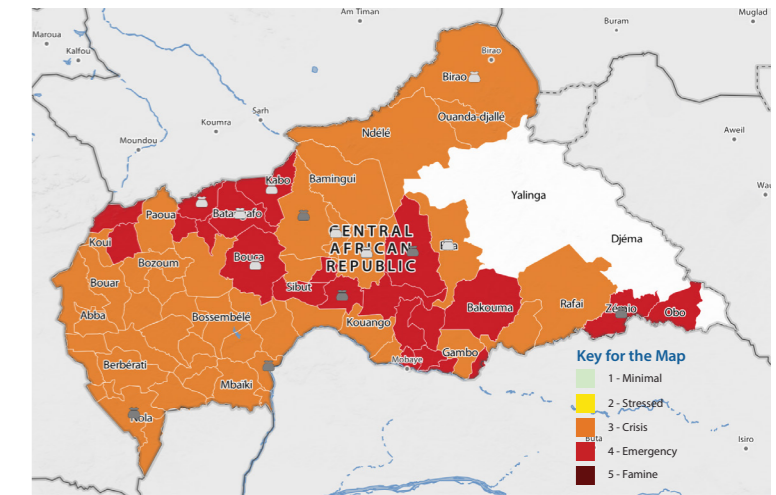 Am Timan
Muglad
Buram
Maroua
Kalfou
Birao
Birao
Sarh
Ouanda-djallé
Koumra
Ndélé
Aweil
Moundou
Kabo
Bamingui
Yalinga
Paoua
Batangafo
Koui
CENTRAL
AFRICAN
REPUBLIC
Djéma
Bozoum
Bouca
Bouar
Sibut
Abba
Bossembélé
Kouango
Bakouma
Rafaï
Zémio
Obo
Berbérati
Mobaye
Gambo
Mbaïki
Nola
Key for the Map
1 - Minimal
2 - Stressed
3 - Crisis
Buta
Isiro
4 - Emergency
5 - Famine